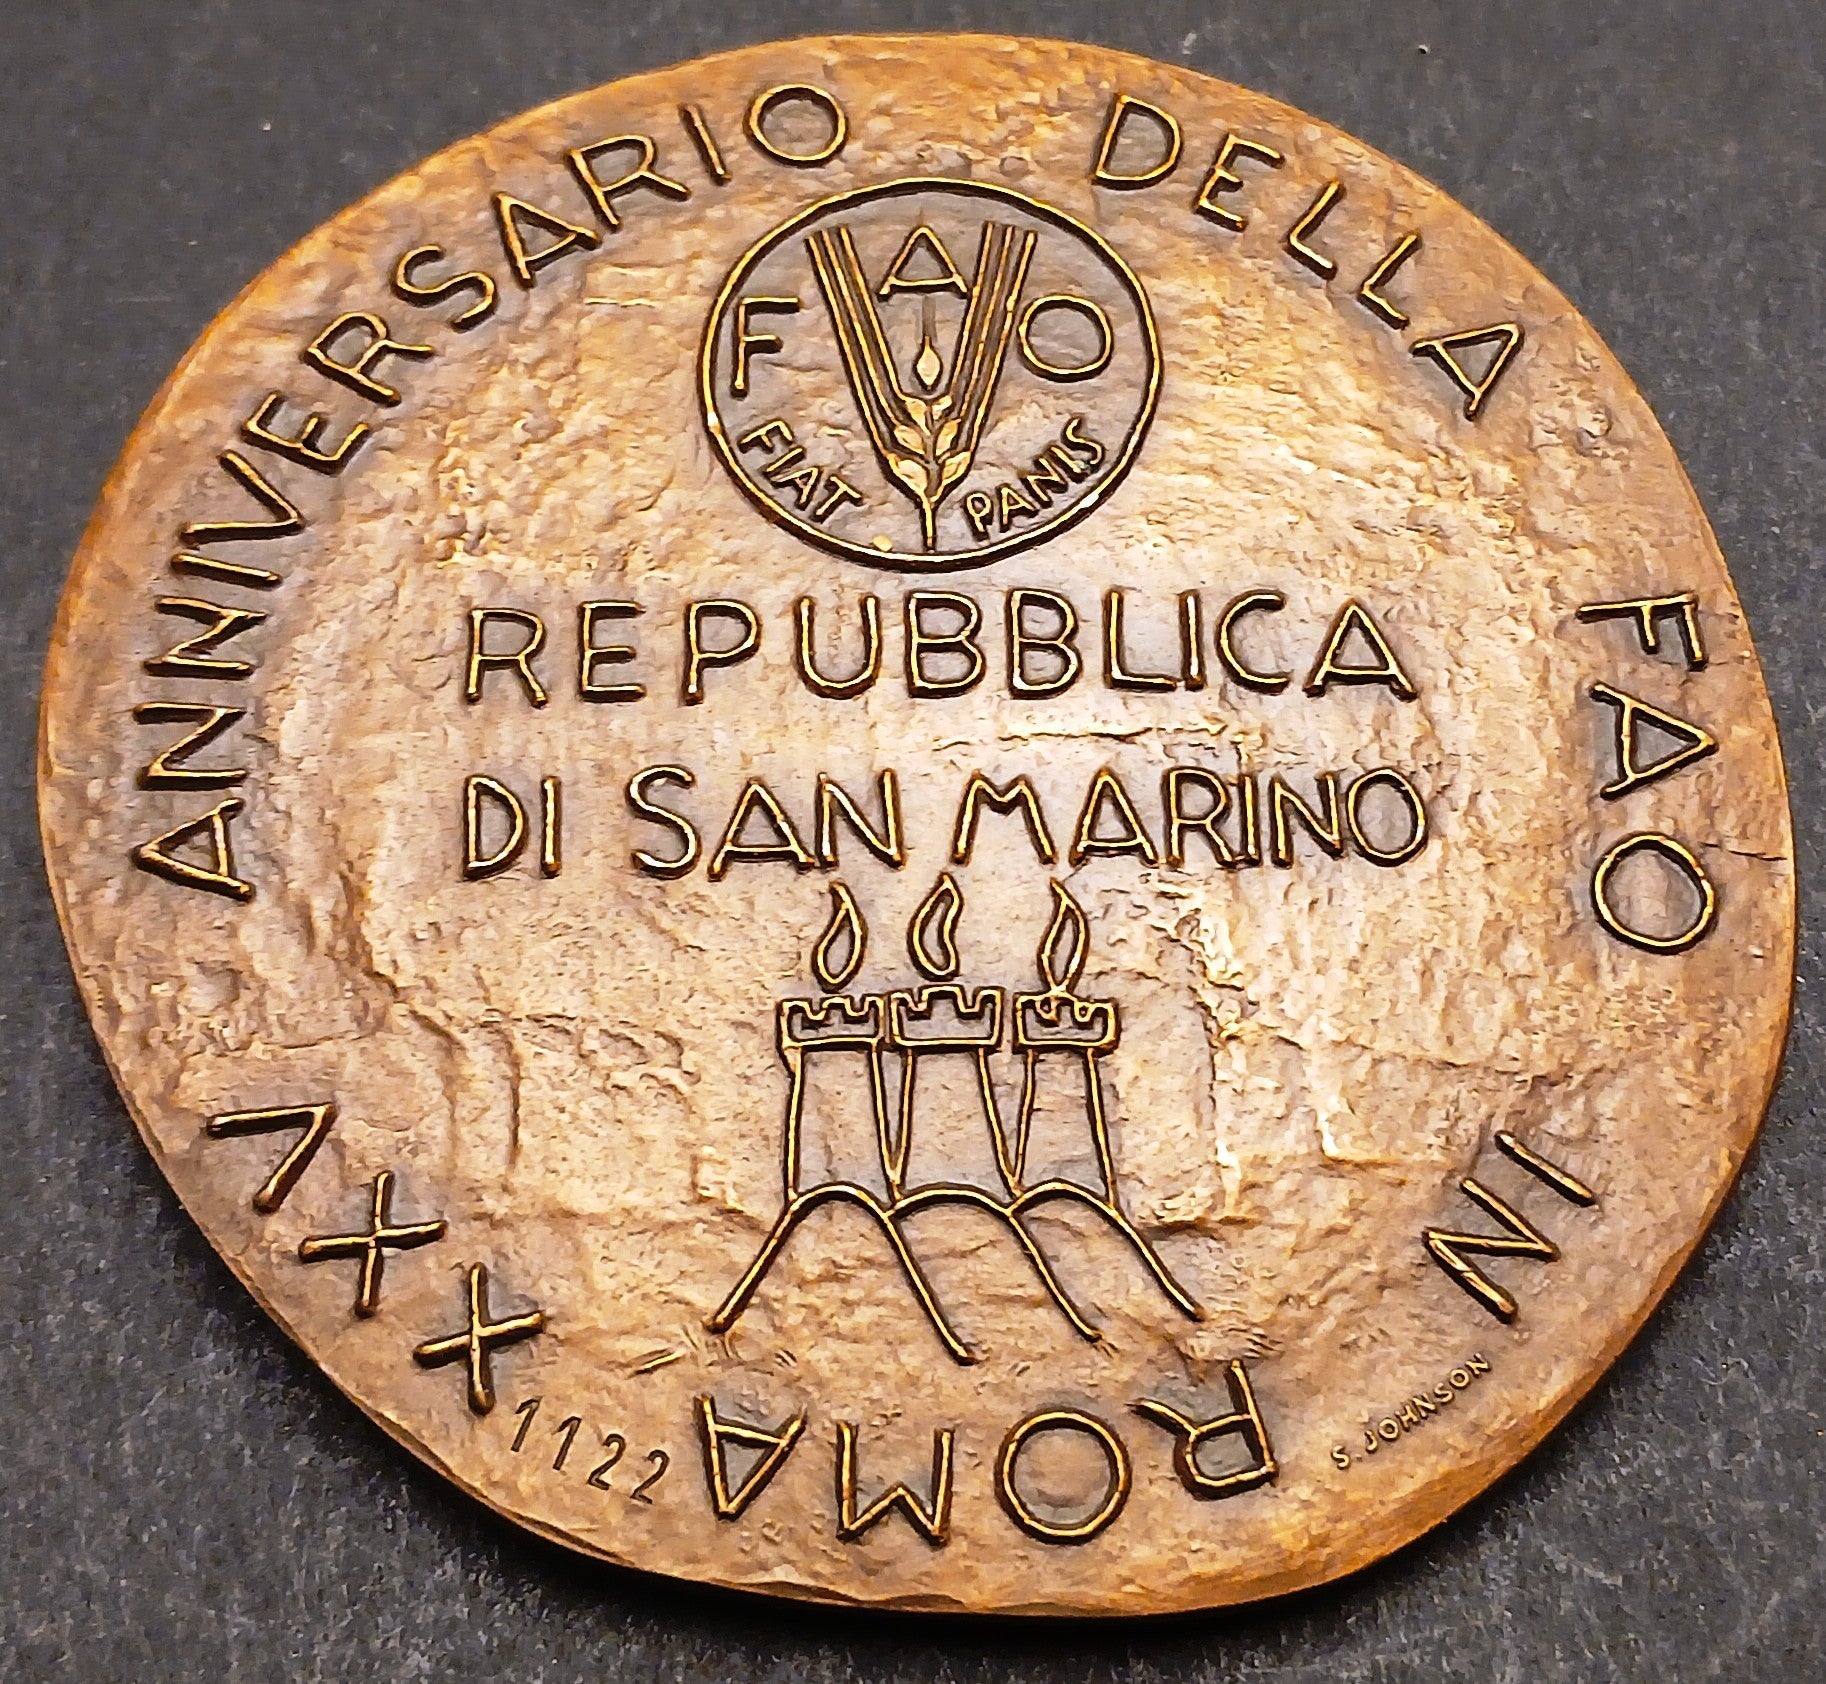 XXV ANNIVERSARIO DELLA FAO IN ROMA
F A O
FIAT PANIS
REPUBBLICA
DI SAN MARINO
1122
S. JOHNSON